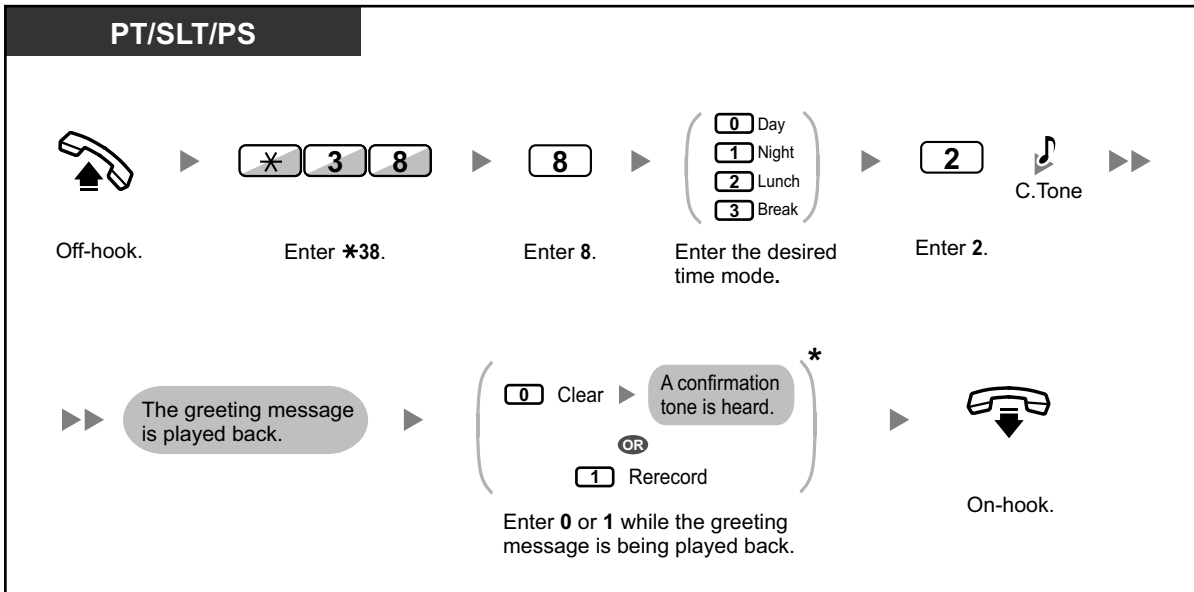 PT/SLT/PS
0 Day
1 Night
2 Lunch
3 Break
* 3 8
8
2
C.Tone
Off-hook.
Enter *38.
Enter 8.
Enter the desired
time mode.
Enter 2.
The greeting message
is played back.
0 Clear
A confirmation
tone is heard.
*
OR
1 Rerecord
Enter 0 or 1 while the greeting
message is being played back.
On-hook.